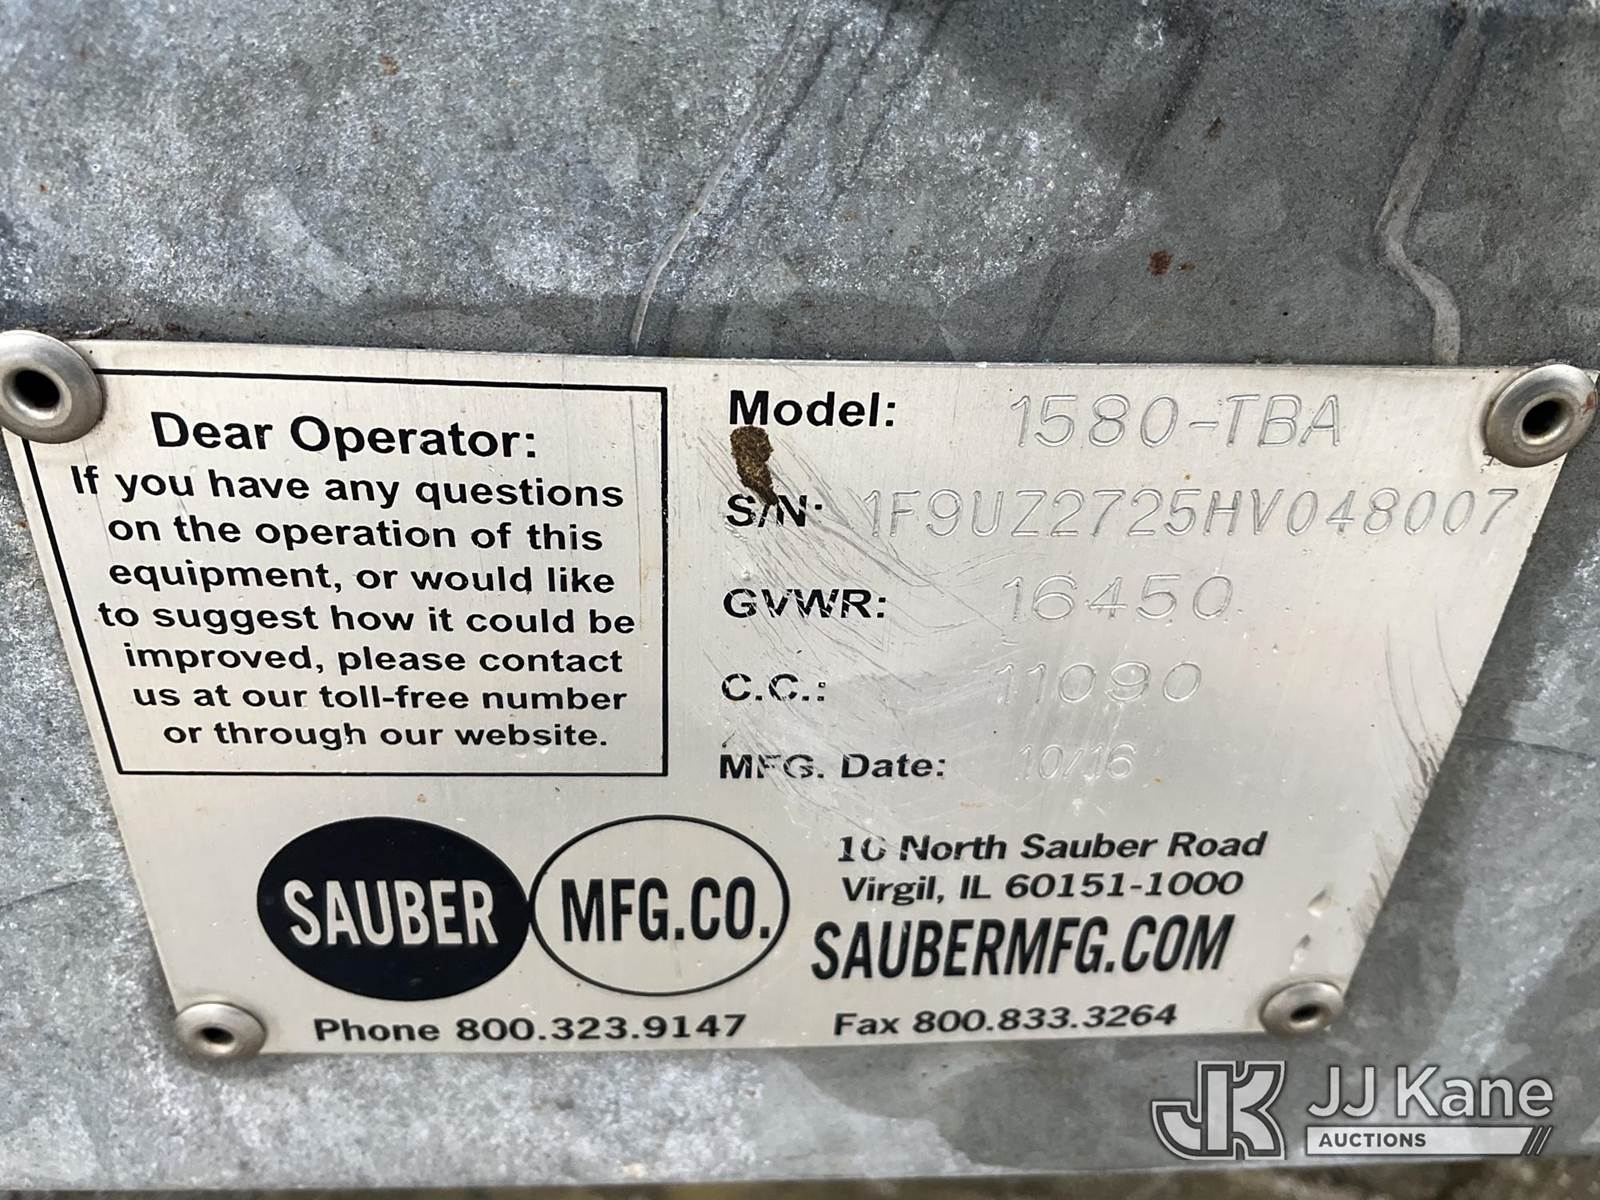 Dear Operator:
If you have any questions
on the operation of this
equipment, or would like
to suggest how it could be
improved, please contact
us at our toll-free number
or through our website.
Model: 1580-TBA
S/N: 1F9UZ2725HV048007
GVWR: 16450
C.C.: 11090
MFG. Date: 10/16
SAUBER MFG.CO.
10 North Sauber Road
Virgil, IL 60151-1000
SAUBERMFG.COM
Phone 800.323.9147
Fax 800.833.3264
JK JJ Kane
AUCTIONS